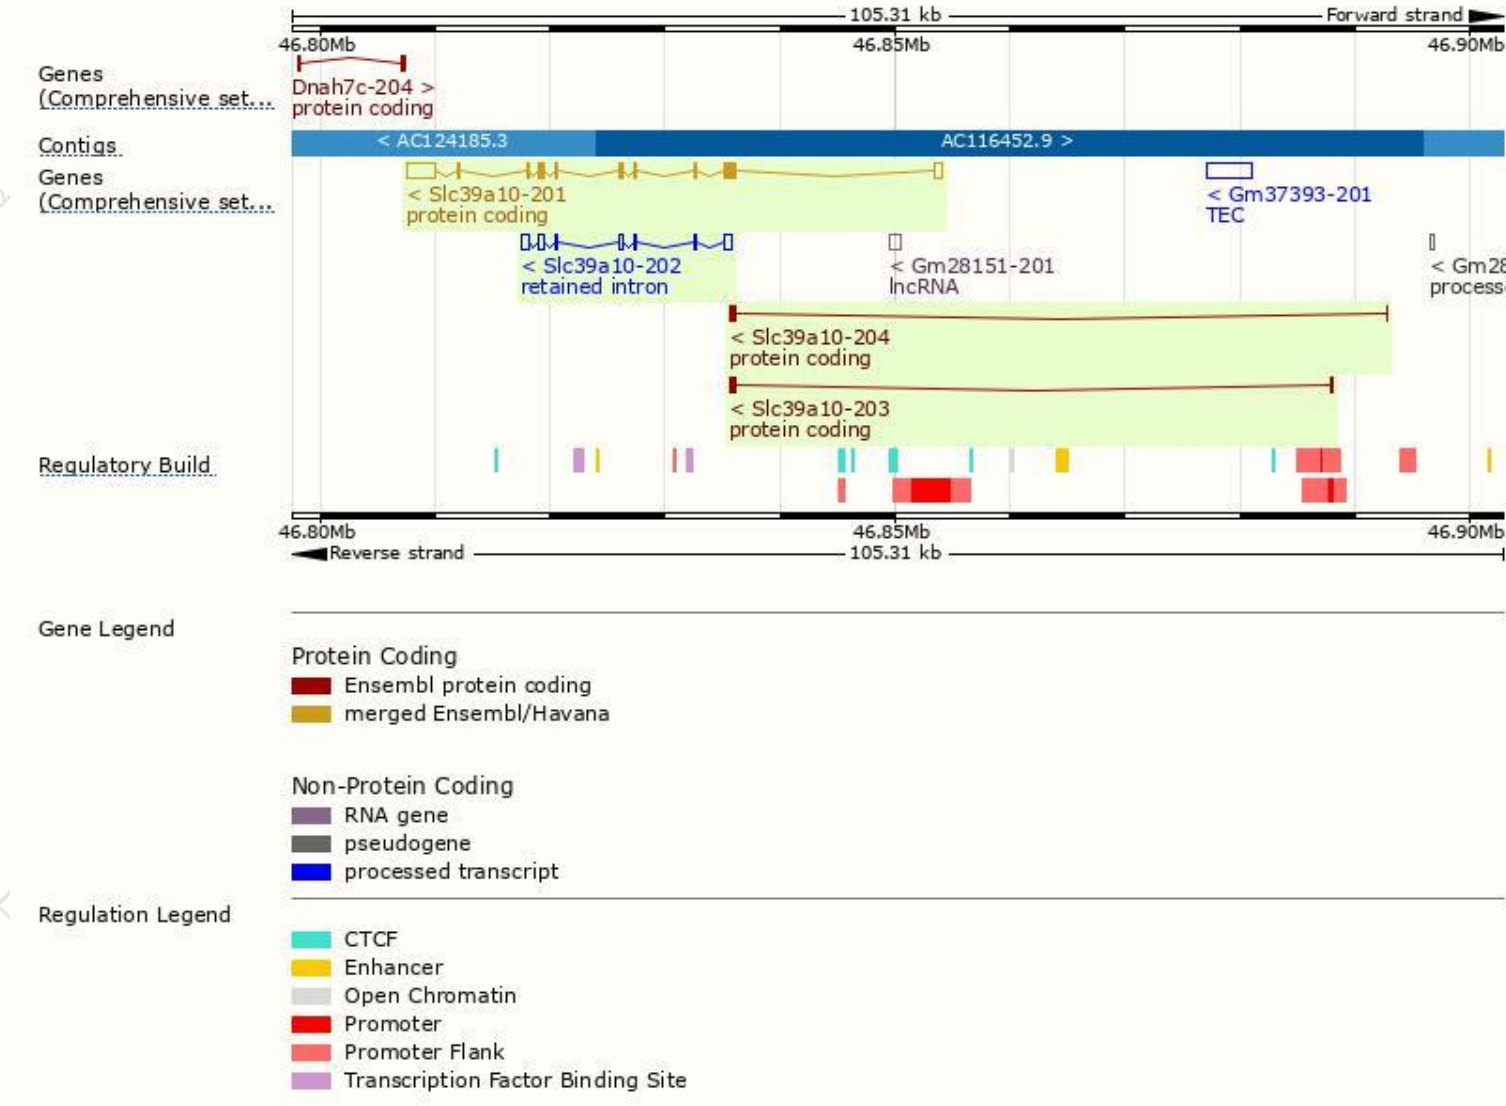 105.31 kb Forward strand
46.80Mb 46.85Mb 46.90Mb
Genes
(Comprehensive set...
Dnah7c-204 >
protein coding
Contigs
< AC124185.3 AC116452.9 >
Genes
(Comprehensive set...
< Slc39a10-201
protein coding
< Gm37393-201
TEC
< Slc39a10-202
retained intron
< Gm28151-201
lncRNA
< Gm28
process
< Slc39a10-204
protein coding
< Slc39a10-203
protein coding
Regulatory Build
46.80Mb 46.85Mb 46.90Mb
Reverse strand 105.31 kb
Gene Legend
Protein Coding
Ensembl protein coding
merged Ensembl/Havana
Non-Protein Coding
RNA gene
pseudogene
processed transcript
Regulation Legend
CTCF
Enhancer
Open Chromatin
Promoter
Promoter Flank
Transcription Factor Binding Site